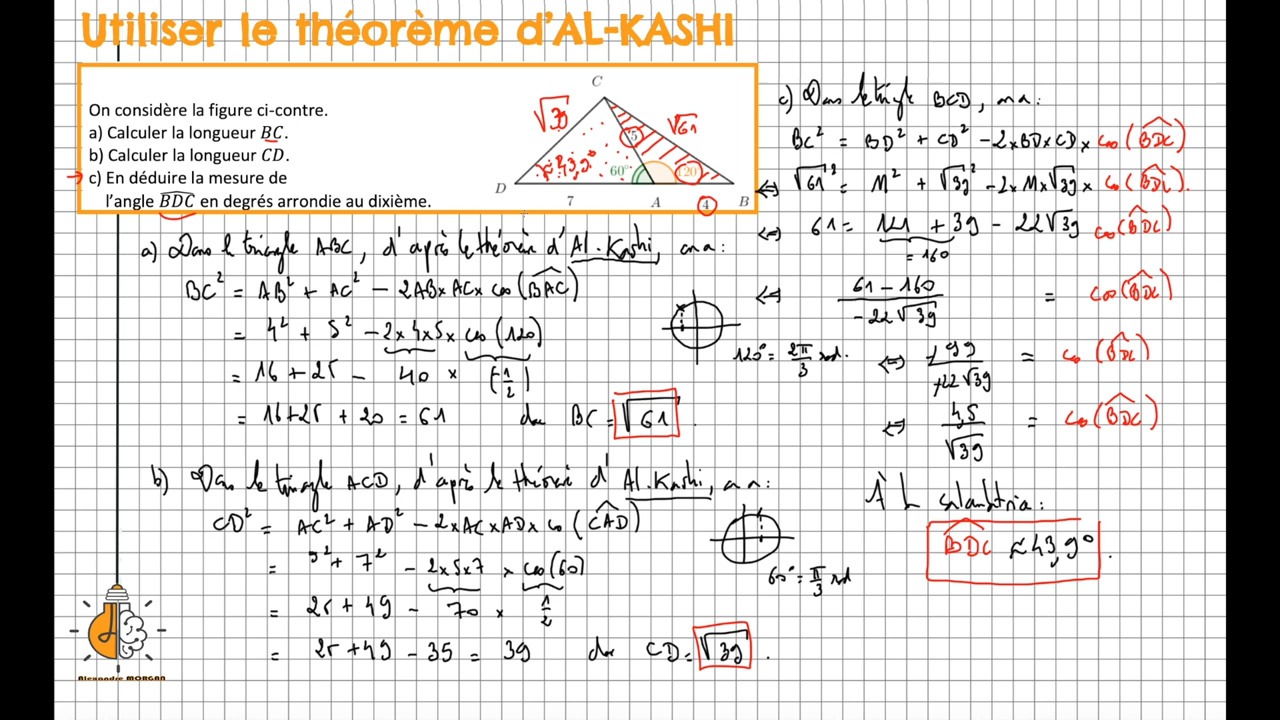 Utiliser le théorème d'AL-KASHI
On considère la figure ci-contre.
a) Calculer la longueur BC.
b) Calculer la longueur CD.
c) En déduire la mesure de
l'angle BDC en degrés arrondie au dixième.
C
√39
√61
5
≈43,9°
60°
120
D
7
A
4
B
a) Dans le triangle ABC, d'après le théorème d'Al-Kashi, on a :
BC² = AB² + AC² - 2AB×AC×cos(BAC)
= 4² + 5² - 2×4×5×cos(120)
= 16 + 25 - 40 × (-1/2)
= 16+25 + 20 = 61 donc BC = √61
120° = 2π/3 rad.
b) Dans le triangle ACD, d'après le théorème d'Al-Kashi, on a :
CD² = AC² + AD² - 2×AC×AD×cos(CAD)
= 5² + 7² - 2×5×7 × cos(60)
= 25 + 49 - 70 × 1/2
= 25 + 49 - 35 = 39 donc CD = √39.
60° = π/3 rad
c) Dans le triangle BCD, on a :
BC² = BD² + CD² - 2×BD×CD×cos(BDC)
⇔ √61² = 11² + √39² - 2×11×√39 × cos(BDC).
⇔ 61 = 121 + 39 - 22√39 cos(BDC)
= 160
⇔ 61 - 160 / -22√39 = cos(BDC)
⇔ +99 / +22√39 = cos(BDC)
⇔ 4,5 / √39 = cos(BDC)
À la calculatrice :
BDC ≈ 43,9°.
Alexandre MORGAN